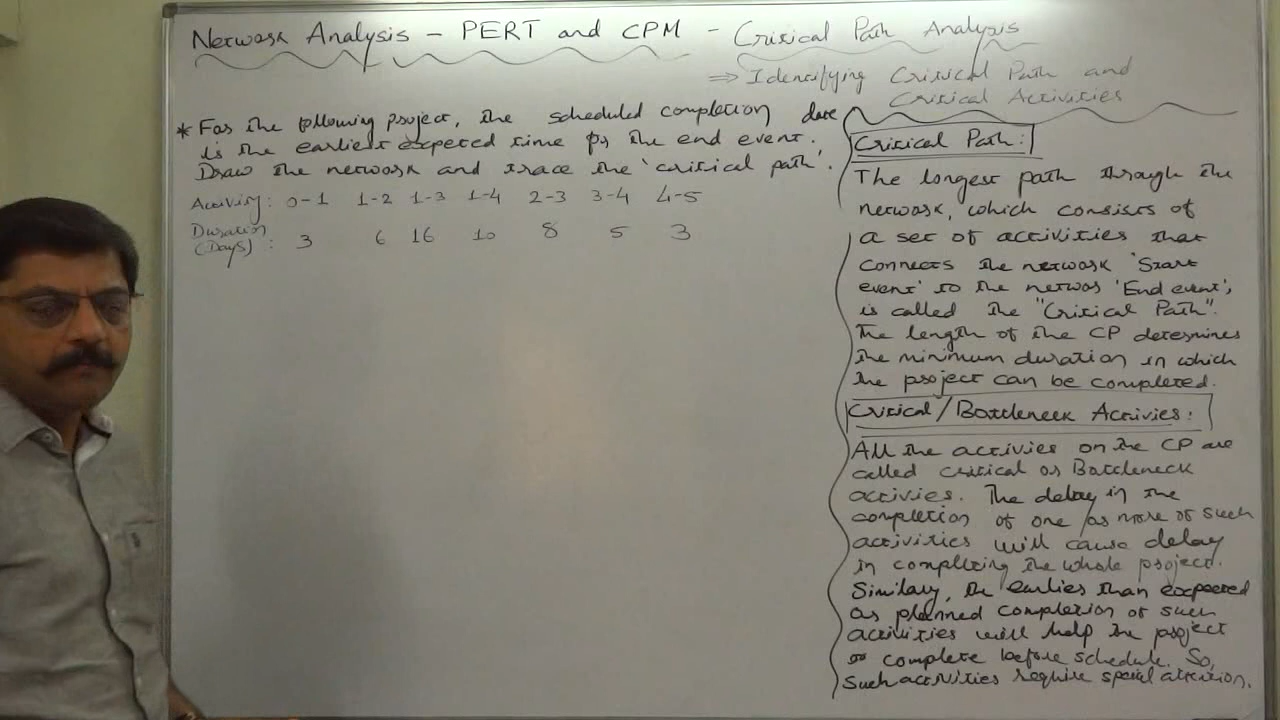 Network Analysis - PERT and CPM - Critical Path Analysis
⇒ Identifying Critical Path and
Critical Activities
* For the following project, the scheduled completion date
is the earliest expected time for the end event.
Draw the network and trace the 'critical path'.
Activity: 0-1 1-2 1-3 1-4 2-3 3-4 4-5
Duration
(Days) : 3 6 16 10 8 5 3
Critical Path:
The longest path through the
network, which consists of
a set of activities that
connects the network 'Start
event' to the networ 'End event',
is called the "Critical Path".
The length of the CP determines
the minimum duration in which
the project can be completed.
Critical/Bottleneck Activies:
All the activies on the CP are
called critical or Bottleneck
activies. The delay in the
completion of one or more of such
activities will cause delay
in completing the whole project.
Similary, the earlier than expected
or planned completion of such
activities will help the project
to complete before schedule. So,
Such activities require special attention.